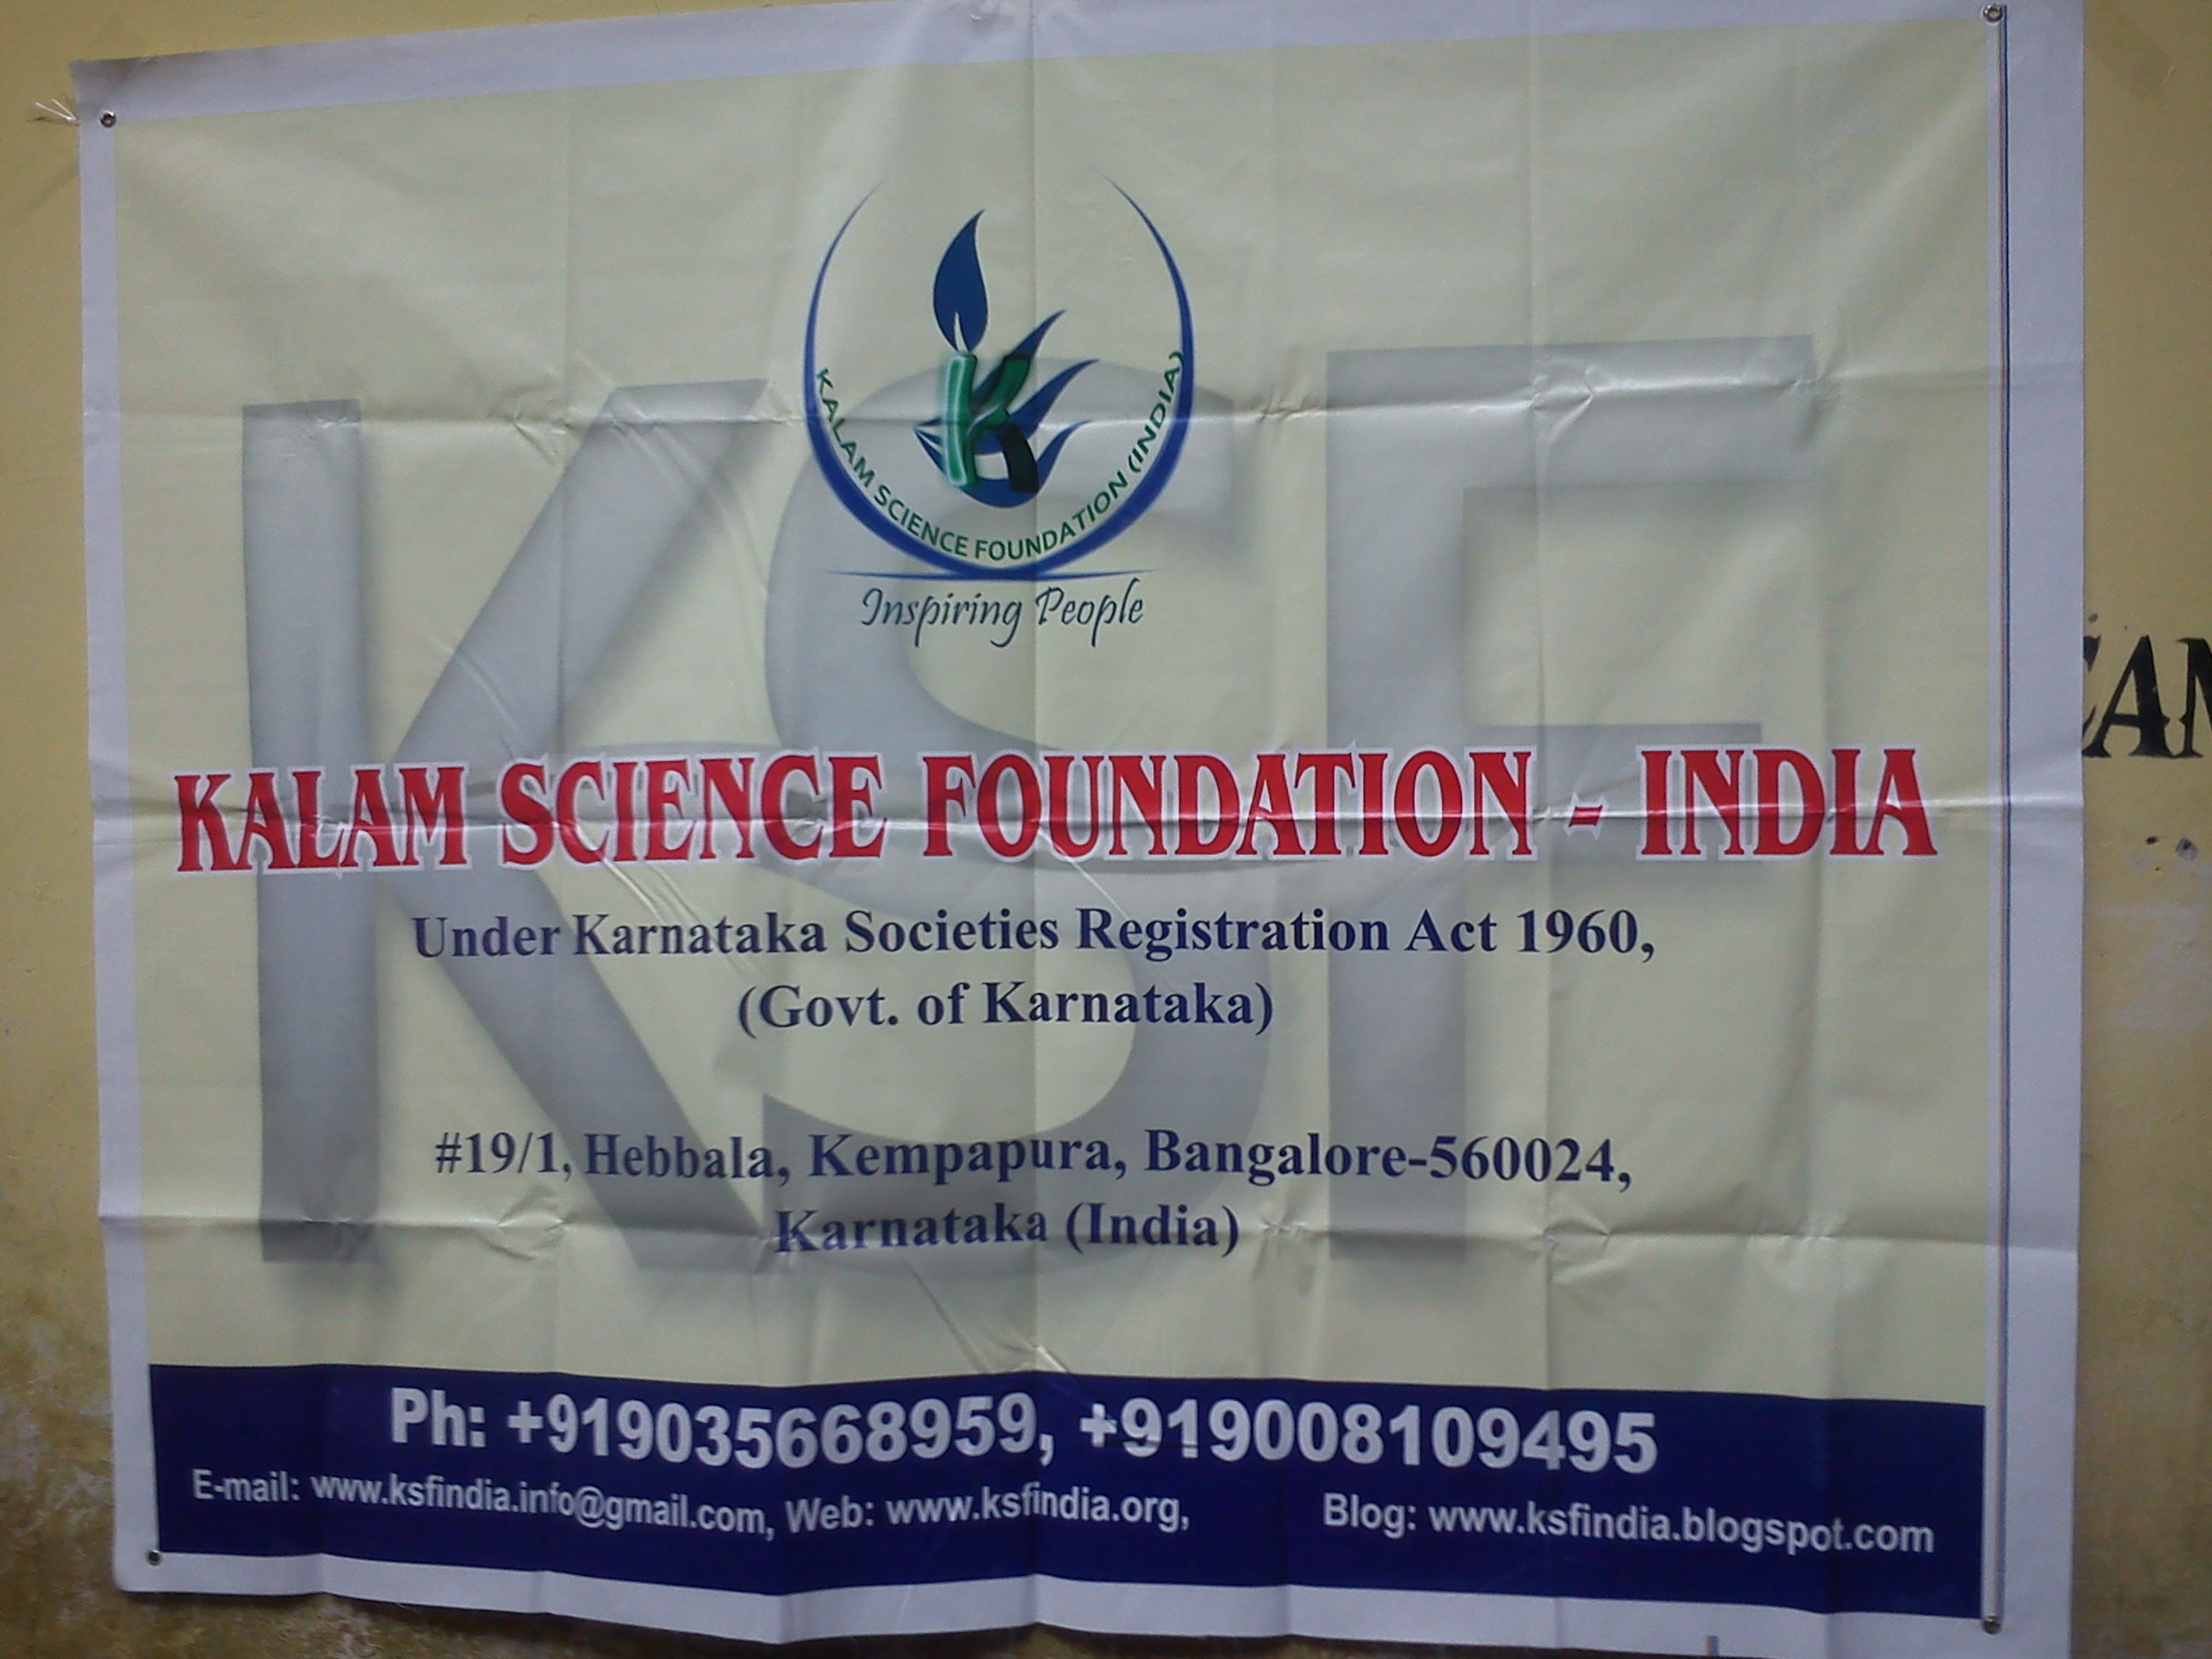 KALAM SCIENCE FOUNDATION (INDIA)
Inspiring People
KSF
KALAM SCIENCE FOUNDATION - INDIA
Under Karnataka Societies Registration Act 1960,
(Govt. of Karnataka)
#19/1, Hebbala, Kempapura, Bangalore-560024,
Karnataka (India)
Ph: +919035668959, +919008109495
E-mail: www.ksfindia.info@gmail.com, Web: www.ksfindia.org, Blog: www.ksfindia.blogspot.com